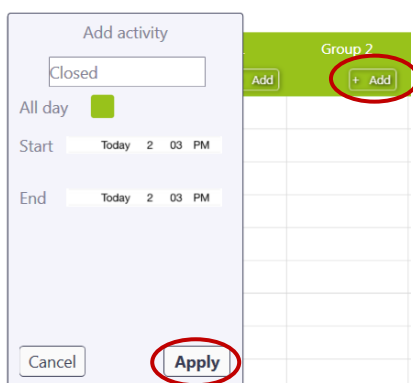 Add activity
Group 2
Closed
Add
+ Add
All day
Start Today 2 03 PM
End Today 2 03 PM
Cancel
Apply